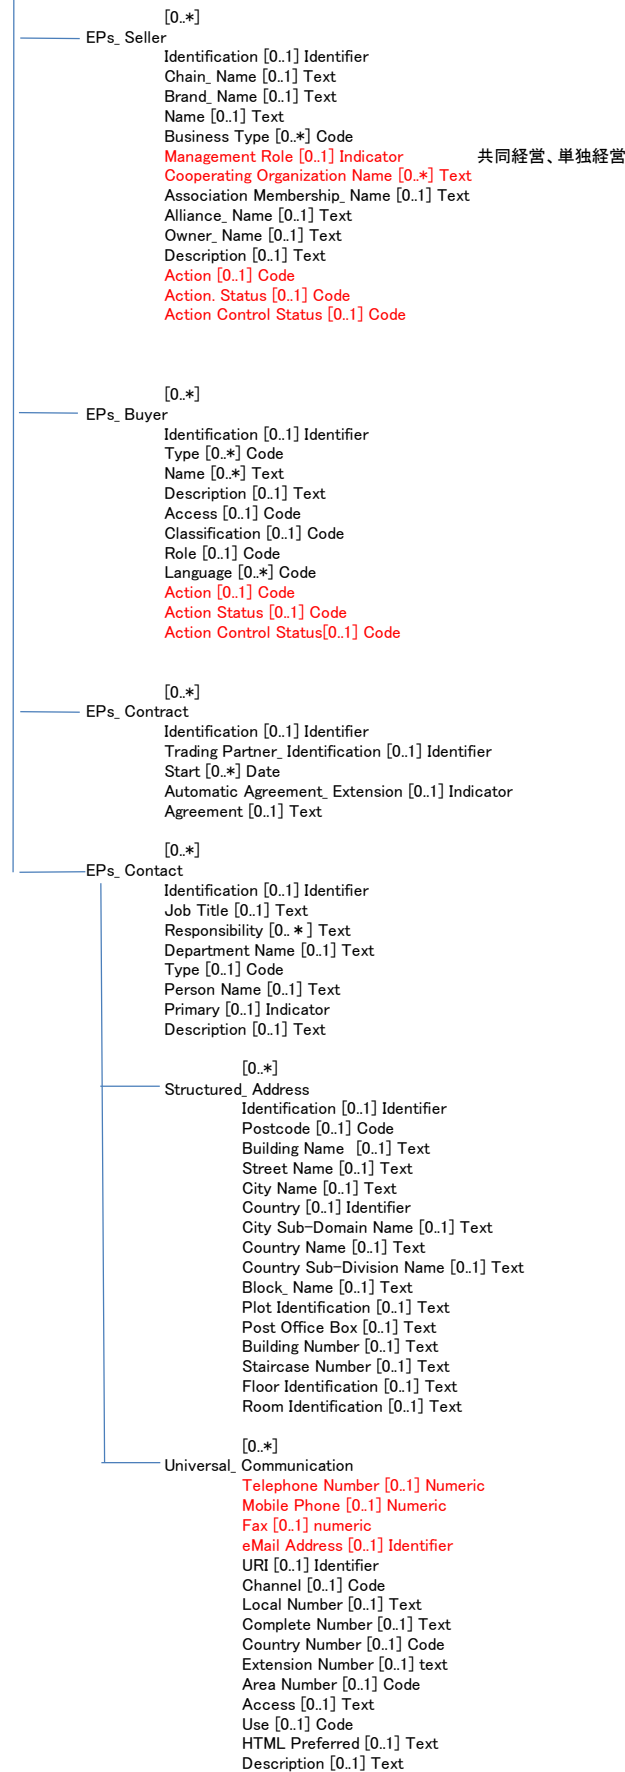 [0..*]
EPs_ Seller
Identification [0..1] Identifier
Chain_ Name [0..1] Text
Brand_ Name [0..1] Text
Name [0..1] Text
Business Type [0..*] Code
Management Role [0..1] Indicator 共同経営、単独経営
Cooperating Organization Name [0..*] Text
Association Membership_ Name [0..1] Text
Alliance_ Name [0..1] Text
Owner_ Name [0..1] Text
Description [0..1] Text
Action [0..1] Code
Action. Status [0..1] Code
Action Control Status [0..1] Code
[0..*]
EPs_ Buyer
Identification [0..1] Identifier
Type [0..*] Code
Name [0..*] Text
Description [0..1] Text
Access [0..1] Code
Classification [0..1] Code
Role [0..1] Code
Language [0..*] Code
Action [0..1] Code
Action Status [0..1] Code
Action Control Status[0..1] Code
[0..*]
EPs_ Contract
Identification [0..1] Identifier
Trading Partner_ Identification [0..1] Identifier
Start [0..*] Date
Automatic Agreement_ Extension [0..1] Indicator
Agreement [0..1] Text
[0..*]
EPs_ Contact
Identification [0..1] Identifier
Job Title [0..1] Text
Responsibility [0..＊] Text
Department Name [0..1] Text
Type [0..1] Code
Person Name [0..1] Text
Primary [0..1] Indicator
Description [0..1] Text
[0..*]
Structured_ Address
Identification [0..1] Identifier
Postcode [0..1] Code
Building Name [0..1] Text
Street Name [0..1] Text
City Name [0..1] Text
Country [0..1] Identifier
City Sub-Domain Name [0..1] Text
Country Name [0..1] Text
Country Sub-Division Name [0..1] Text
Block_ Name [0..1] Text
Plot Identification [0..1] Text
Post Office Box [0..1] Text
Building Number [0..1] Text
Staircase Number [0..1] Text
Floor Identification [0..1] Text
Room Identification [0..1] Text
[0..*]
Universal_ Communication
Telephone Number [0..1] Numeric
Mobile Phone [0..1] Numeric
Fax [0..1] numeric
eMail Address [0..1] Identifier
URI [0..1] Identifier
Channel [0..1] Code
Local Number [0..1] Text
Complete Number [0..1] Text
Country Number [0..1] Code
Extension Number [0..1] text
Area Number [0..1] Code
Access [0..1] Text
Use [0..1] Code
HTML Preferred [0..1] Text
Description [0..1] Text